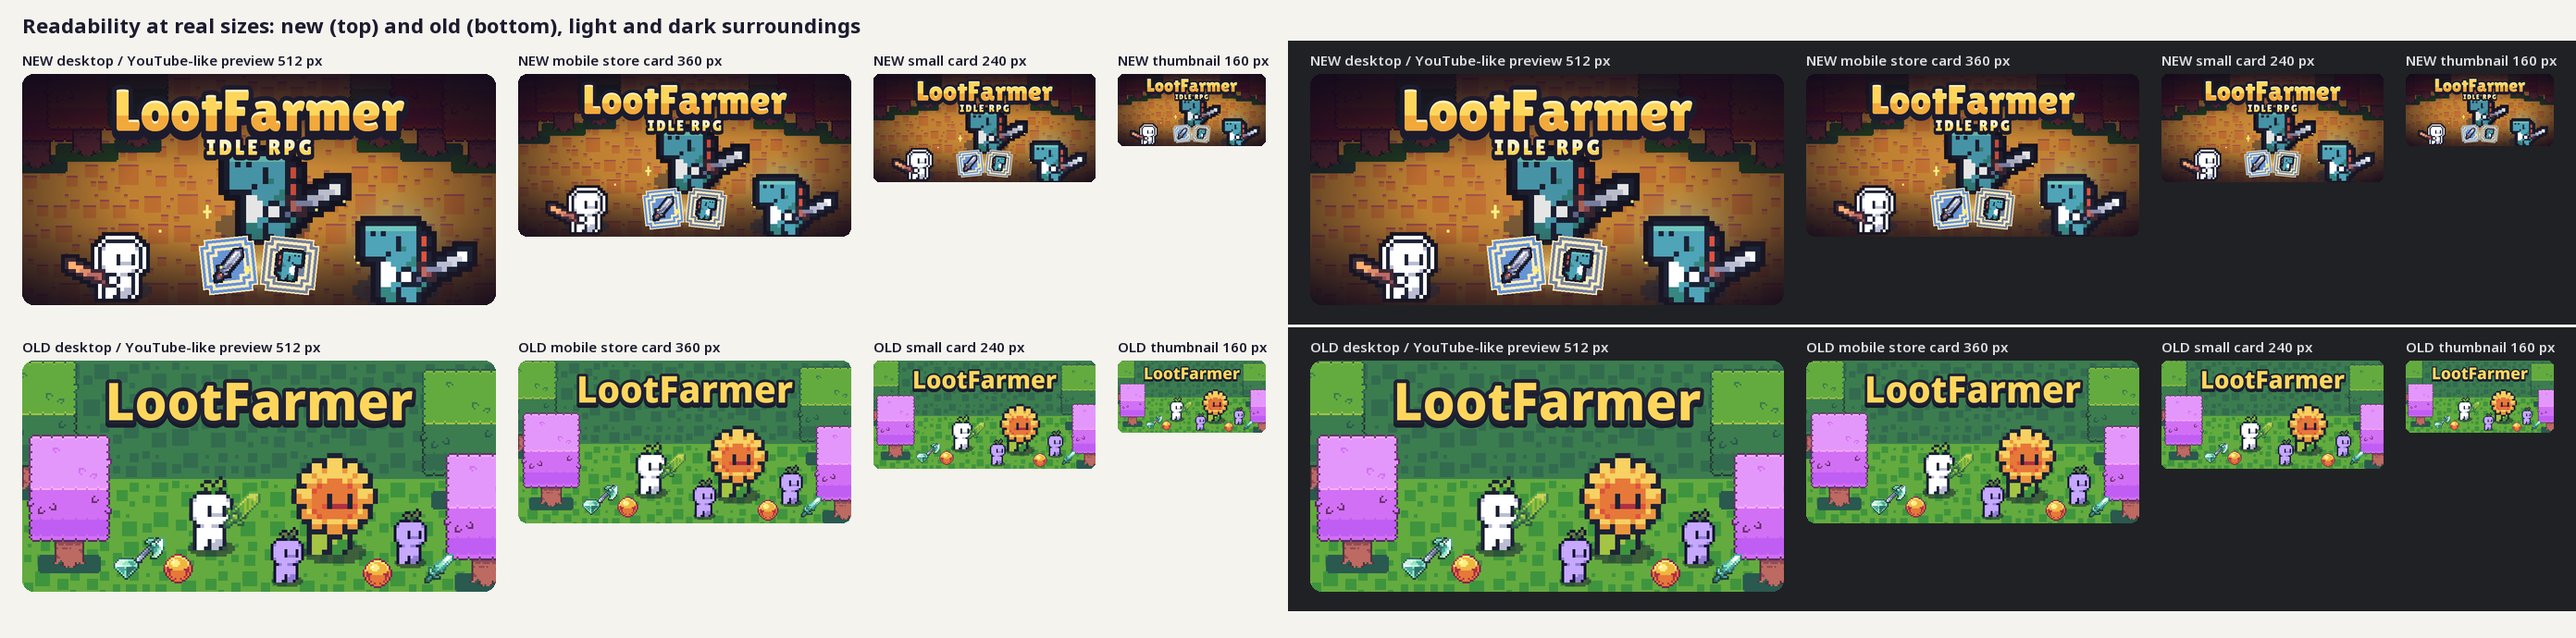 Readability at real sizes: new (top) and old (bottom), light and dark surroundings
NEW desktop / YouTube-like preview 512 px
NEW mobile store card 360 px
NEW small card 240 px
NEW thumbnail 160 px
LootFarmer
IDLE RPG
LootFarmer
IDLE RPG
LootFarmer
IDLE RPG
LootFarmer
IDLE RPG
NEW desktop / YouTube-like preview 512 px
NEW mobile store card 360 px
NEW small card 240 px
NEW thumbnail 160 px
LootFarmer
IDLE RPG
LootFarmer
IDLE RPG
LootFarmer
IDLE RPG
LootFarmer
IDLE RPG
OLD desktop / YouTube-like preview 512 px
OLD mobile store card 360 px
OLD small card 240 px
OLD thumbnail 160 px
LootFarmer
LootFarmer
LootFarmer
LootFarmer
OLD desktop / YouTube-like preview 512 px
OLD mobile store card 360 px
OLD small card 240 px
OLD thumbnail 160 px
LootFarmer
LootFarmer
LootFarmer
LootFarmer